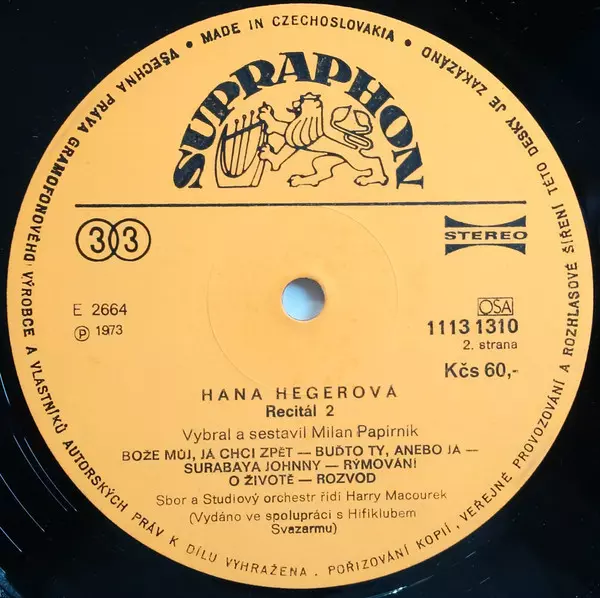 MADE IN CZECHOSLOVAKIA • VŠECHNA PRÁVA GRAMOFONOVÉHO VÝROBCE A VLASTNÍKŮ AUTORSKÝCH PRÁV K DÍLU VYHRAŽENA. POŘIZOVÁNÍ KOPIÍ, VEŘEJNÉ PROVOZOVÁNÍ A ROZHLASOVÉ ŠÍŘENÍ TÉTO DESKY JE ZAKÁZÁNO •
SUPRAPHON
33
STEREO
E 2664
Ⓟ 1973
OSA
1113 1310
2. strana
Kčs 60,-
HANA HEGEROVÁ
Recitál 2
Vybral a sestavil Milan Papírník
BOŽE MŮJ, JÁ CHCI ZPĚT — BUĎTO TY, ANEBO JÁ —
SURABAYA JOHNNY — RÝMOVÁNÍ
O ŽIVOTĚ — ROZVOD
Sbor a Studiový orchestr řídí Harry Macourek
(Vydáno ve spolupráci s Hifiklubem
Svazarmu)